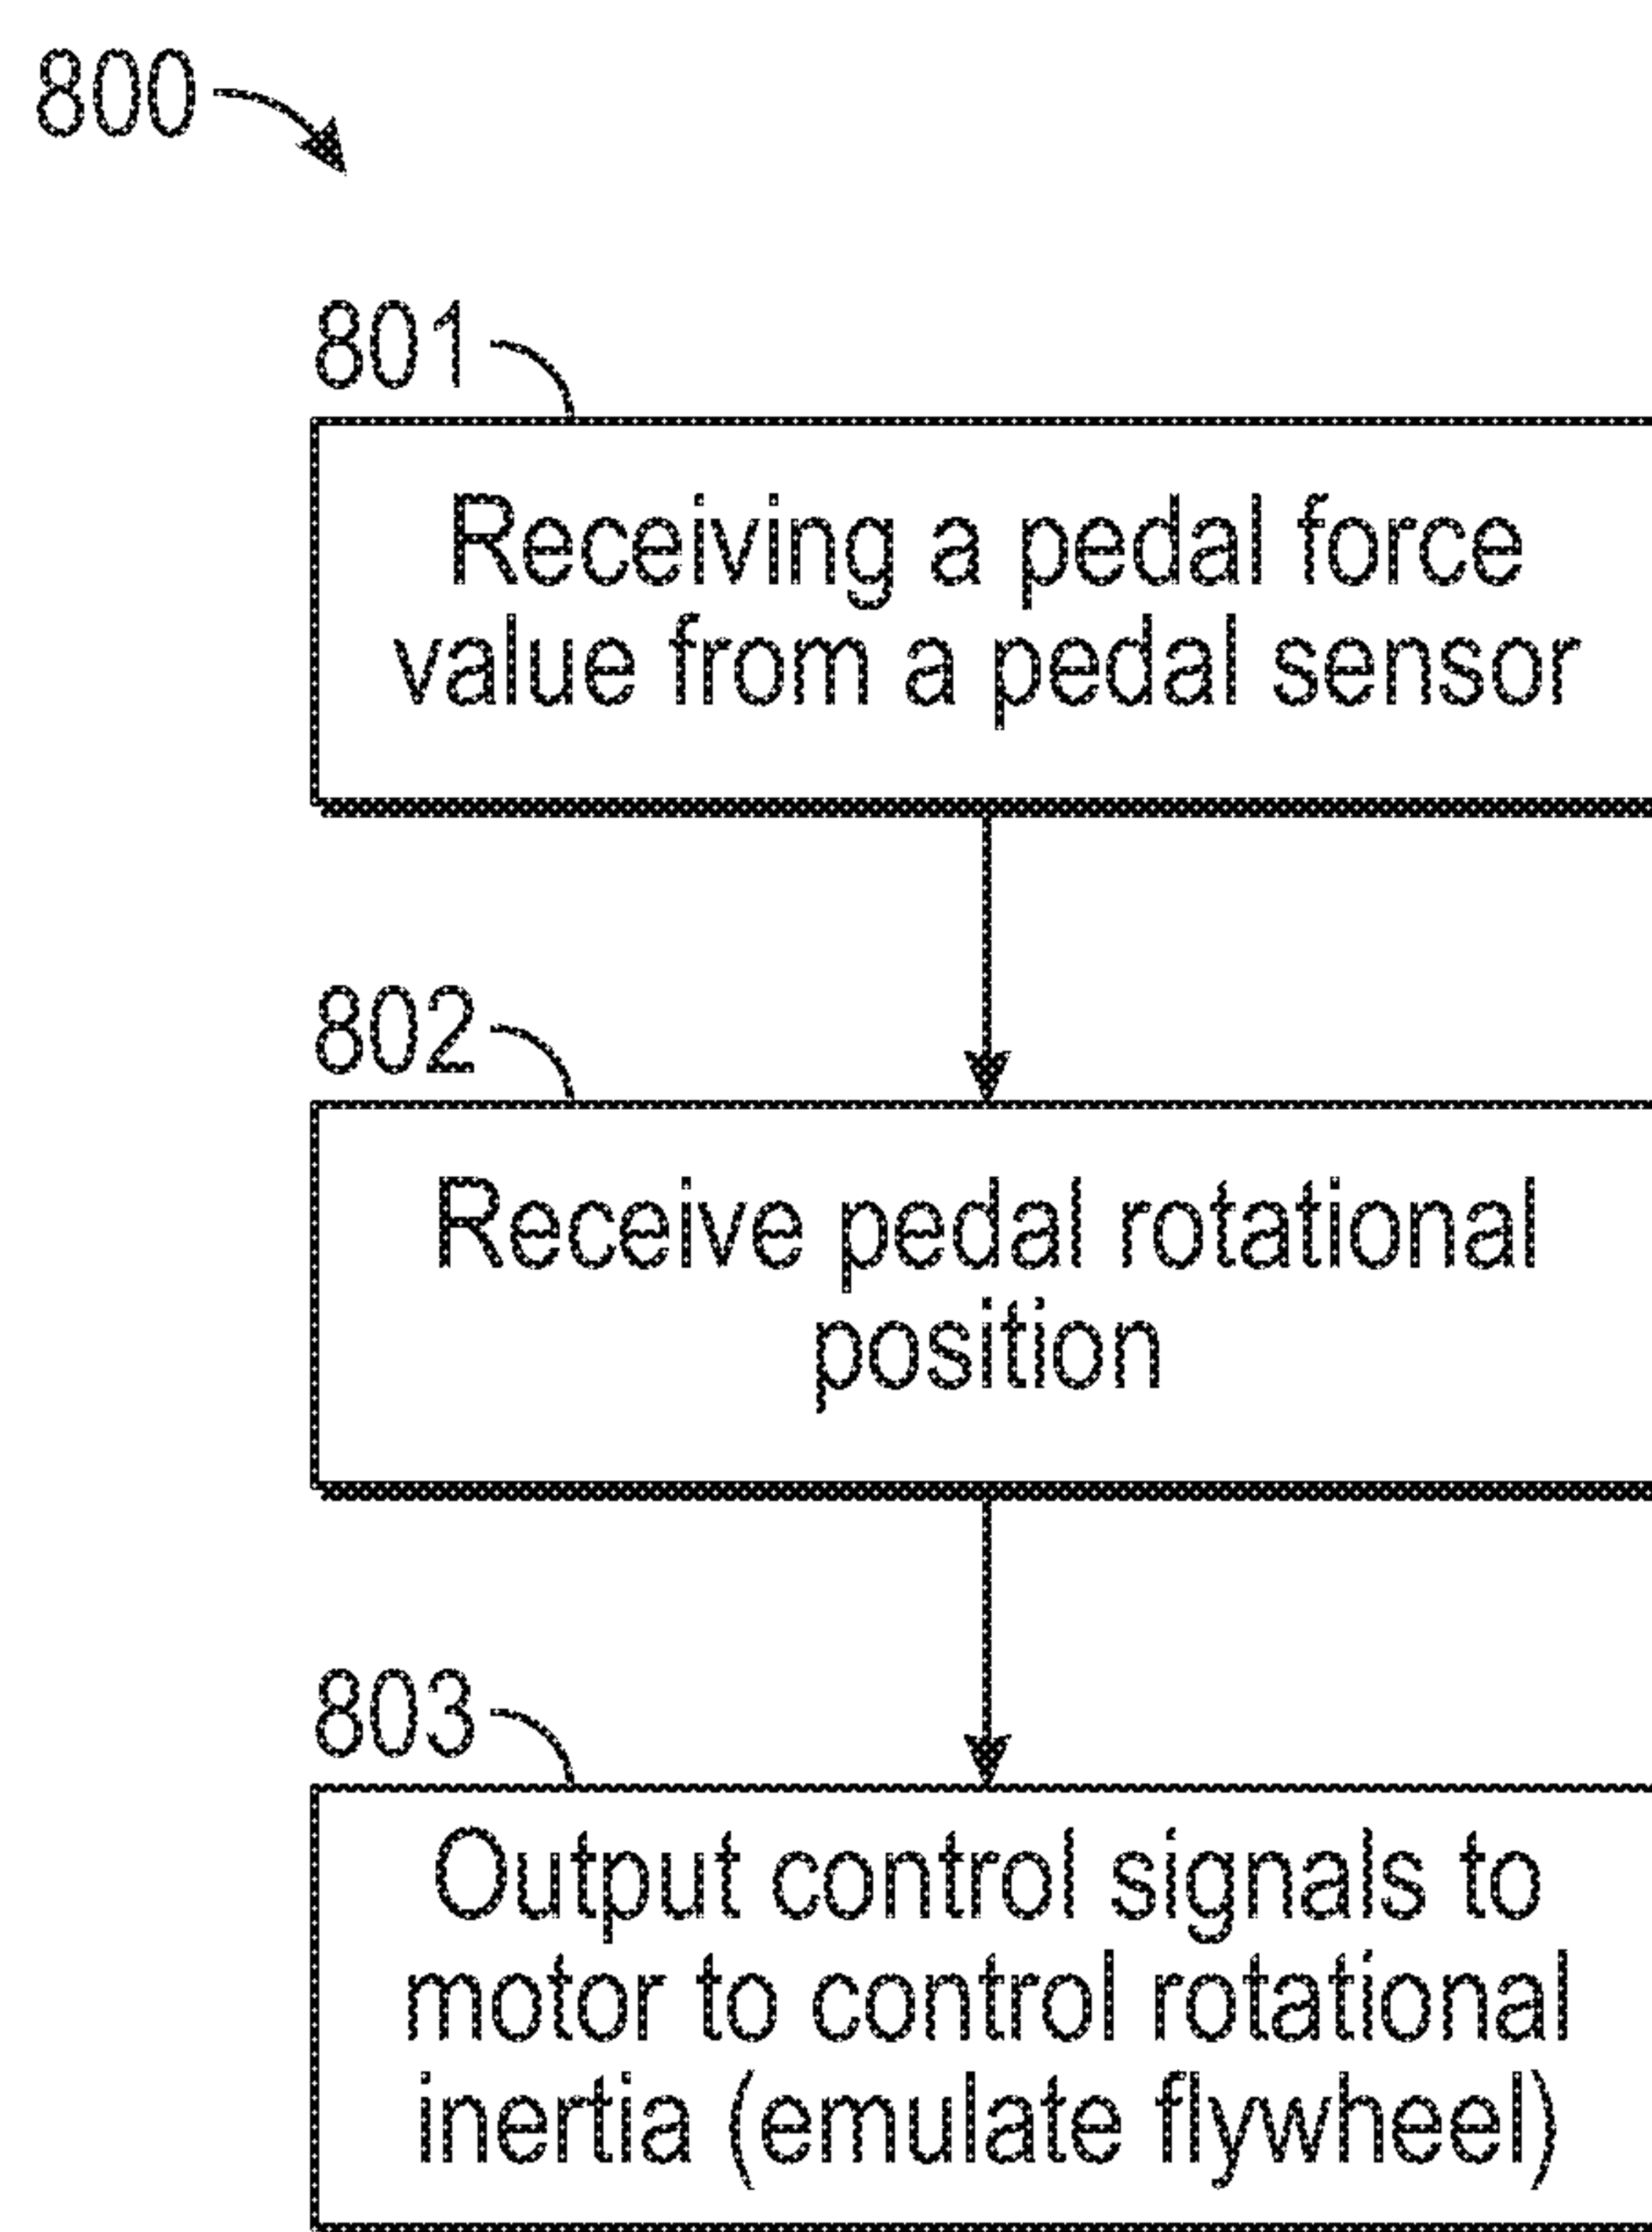 800
801
Receiving a pedal force
value from a pedal sensor
802
Receive pedal rotational
position
803
Output control signals to
motor to control rotational
inertia (emulate flywheel)